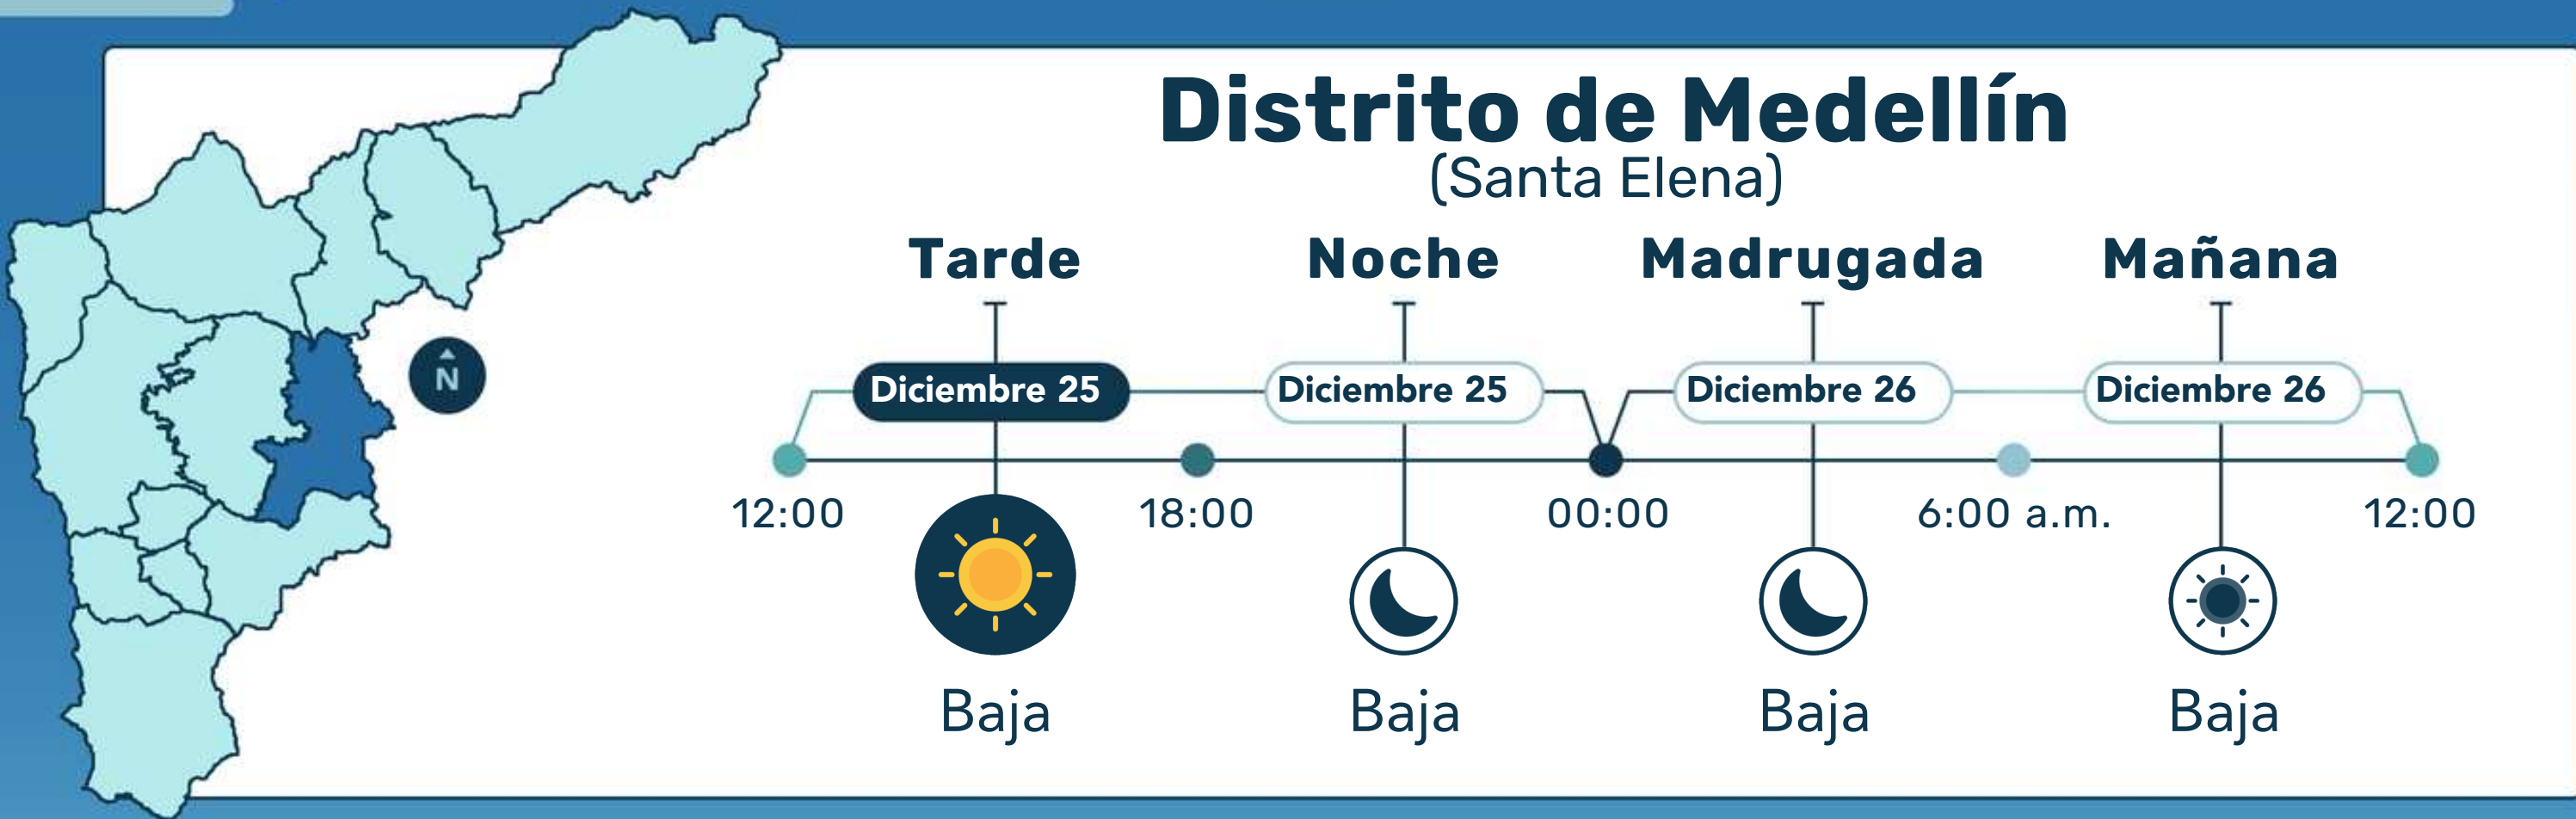 Distrito de Medellín
(Santa Elena)
Tarde Noche Madrugada Mañana
N
Diciembre 25 Diciembre 25 Diciembre 26 Diciembre 26
12:00 18:00 00:00 6:00 a.m. 12:00
Baja Baja Baja Baja